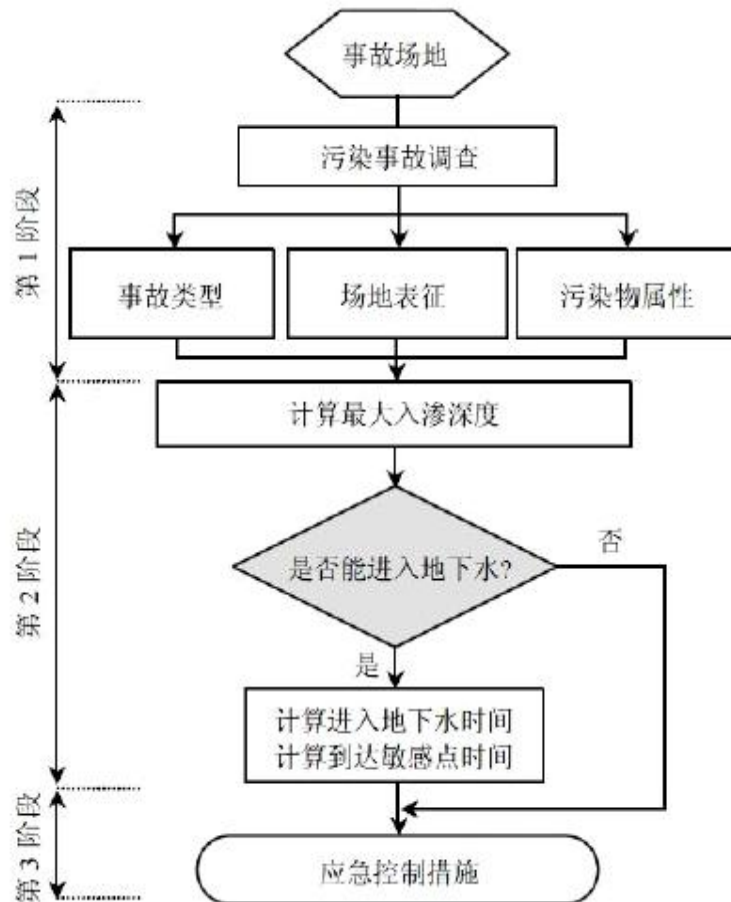 事故场地
污染事故调查
第1阶段
事故类型
场地表征
污染物属性
计算最大入渗深度
第2阶段
是否能进入地下水?
否
是
计算进入地下水时间
计算到达敏感点时间
第3阶段
应急控制措施